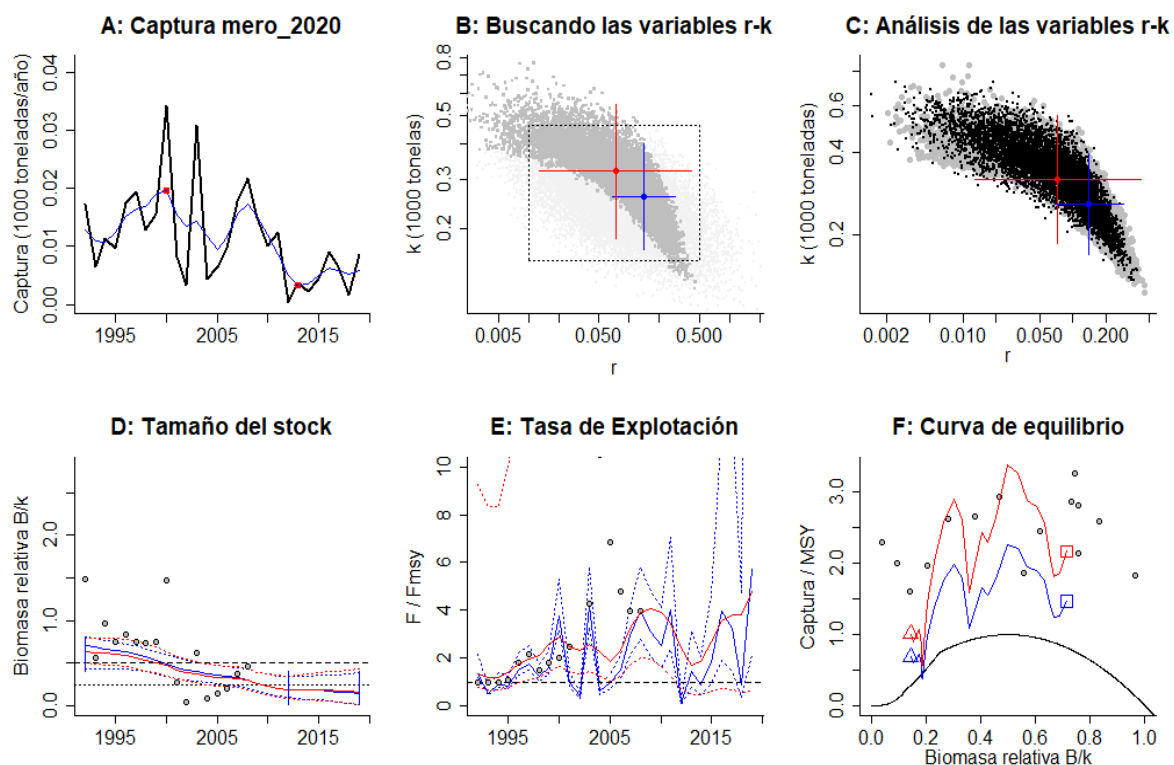 A: Captura mero_2020
Captura (1000 toneladas/año)
0.00 0.01 0.02 0.03 0.04
1995 2005 2015
B: Buscando las variables r-k
k (1000 tonelas)
0.2 0.3 0.5 0.8
0.005 0.050 0.500
r
C: Análisis de las variables r-k
k (1000 toneladas)
0.2 0.4 0.6
0.002 0.010 0.050 0.200
r
D: Tamaño del stock
Biomasa relativa B/k
0.0 1.0 2.0
1995 2005 2015
E: Tasa de Explotación
F / Fmsy
0 2 4 6 8 10
1995 2005 2015
F: Curva de equilibrio
Captura / MSY
0.0 1.0 2.0 3.0
0.0 0.2 0.4 0.6 0.8 1.0
Biomasa relativa B/k